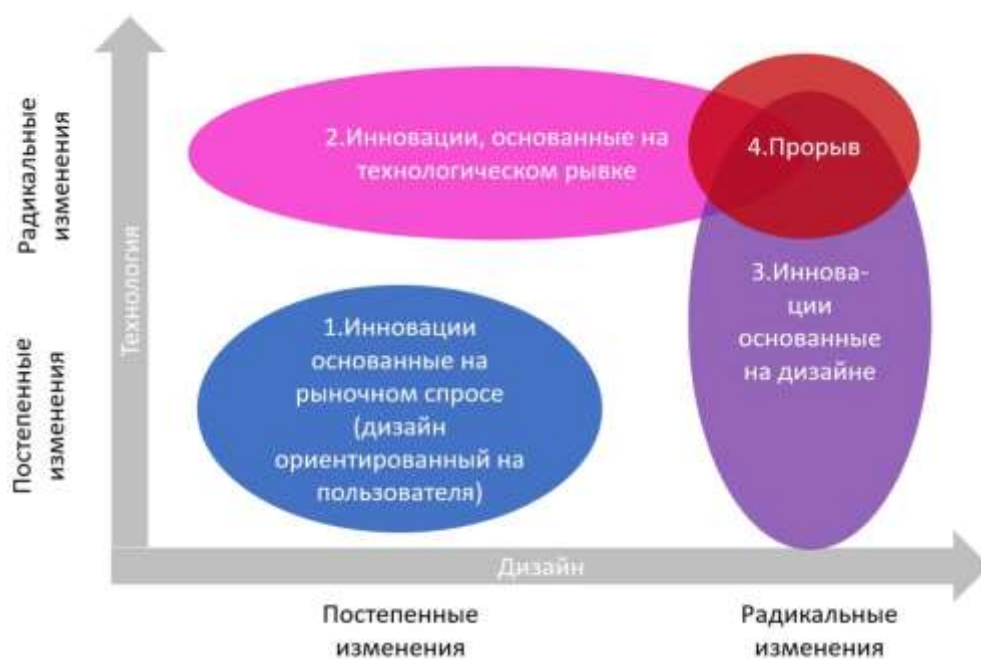 Радикальные
изменения
Постепенные
изменения
Технология
2.Инновации, основанные на
технологическом рывке
4.Прорыв
1.Инновации
основанные на
рыночном спросе
(дизайн
ориентированный на
пользователя)
3.Иннова-
ции
основанные
на дизайне
Дизайн
Постепенные
изменения
Радикальные
изменения